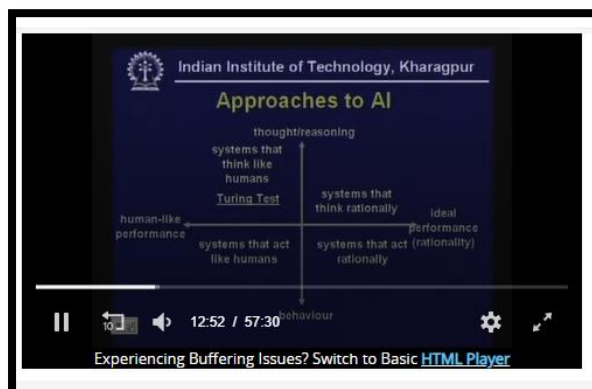 Indian Institute of Technology, Kharagpur
Approaches to AI
thought/reasoning
systems that
think like
humans
Turing Test
systems that
think rationally
human-like
performance
Ideal
performance
(rationality)
systems that act
like humans
systems that act
rationally
behaviour
10
12:52 / 57:30
Experiencing Buffering Issues? Switch to Basic HTML Player